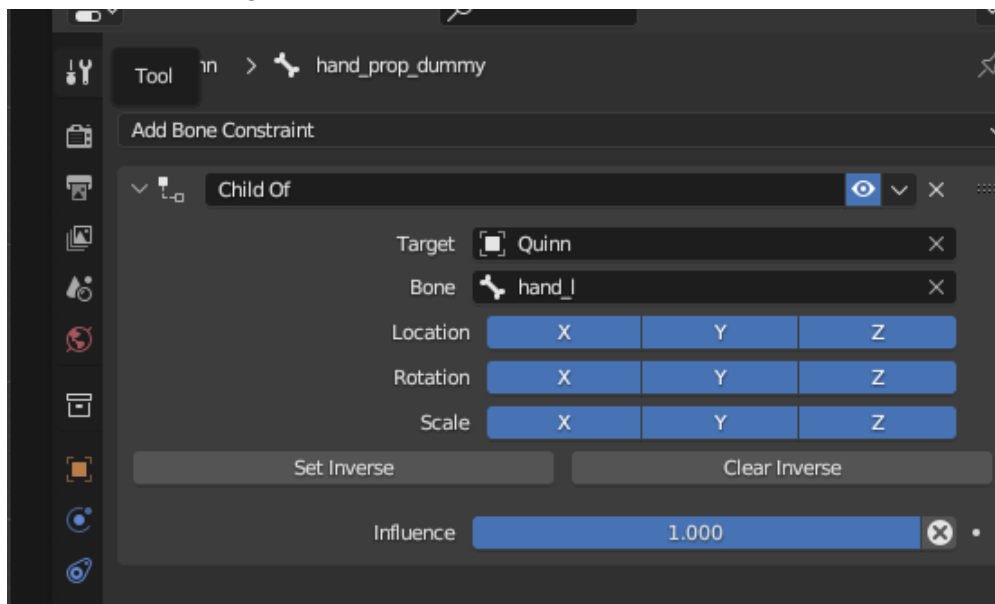 Tool nn > hand_prop_dummy
Add Bone Constraint
Child Of
Target Quinn
Bone hand_l
Location X Y Z
Rotation X Y Z
Scale X Y Z
Set Inverse Clear Inverse
Influence 1.000